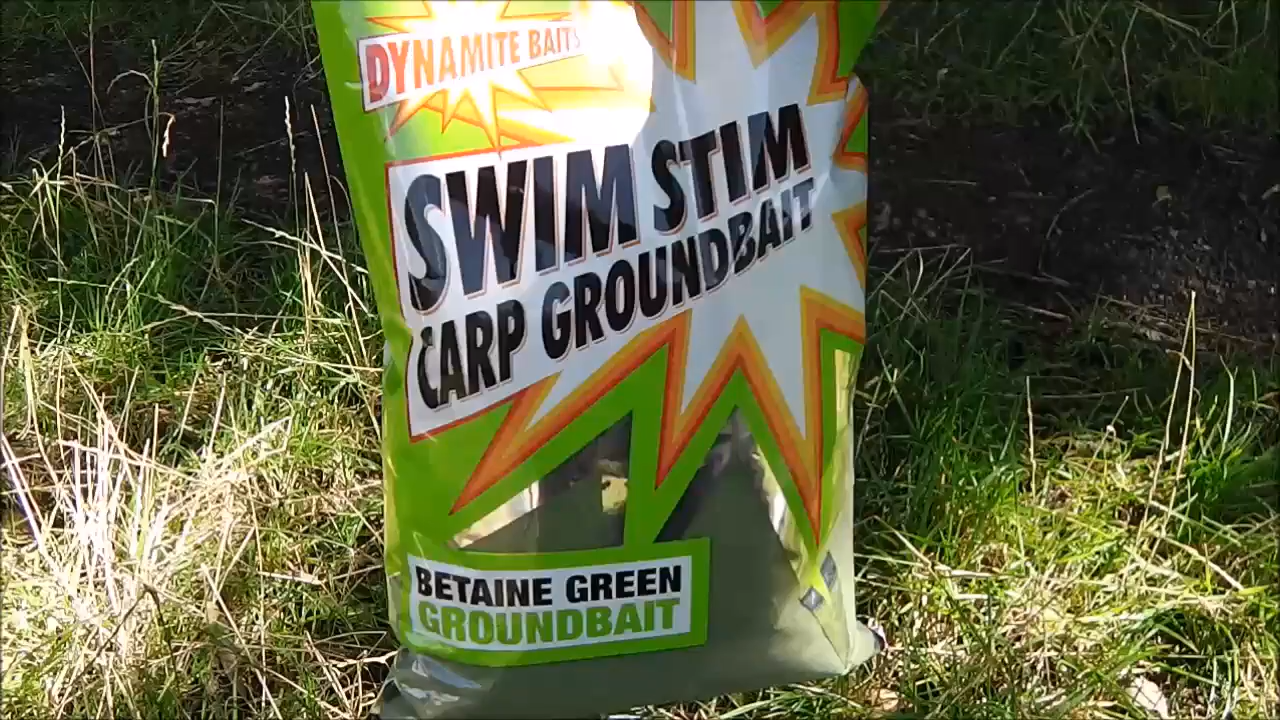 DYNAMITE BAITS
SWIM STIM
CARP GROUNDBAIT
BETAINE GREEN
GROUNDBAIT